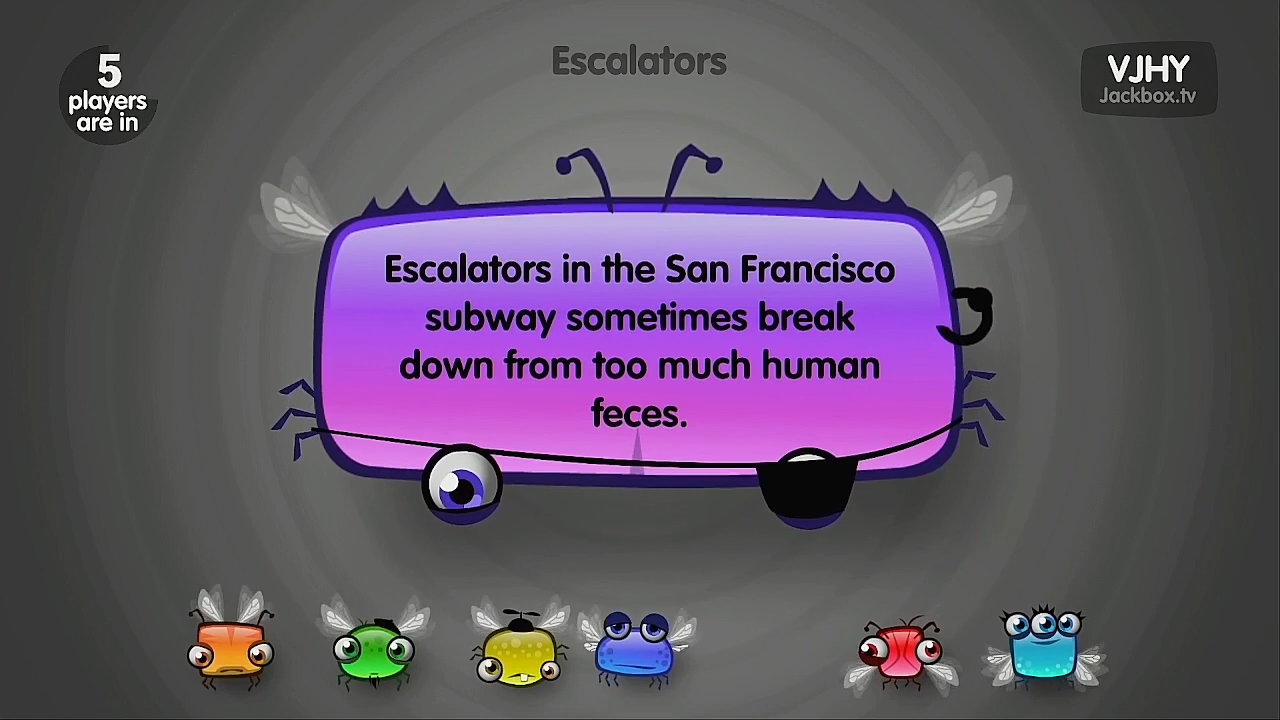 5
players
are in
Escalators
VJHY
Jackbox.tv
Escalators in the San Francisco
subway sometimes break
down from too much human
feces.